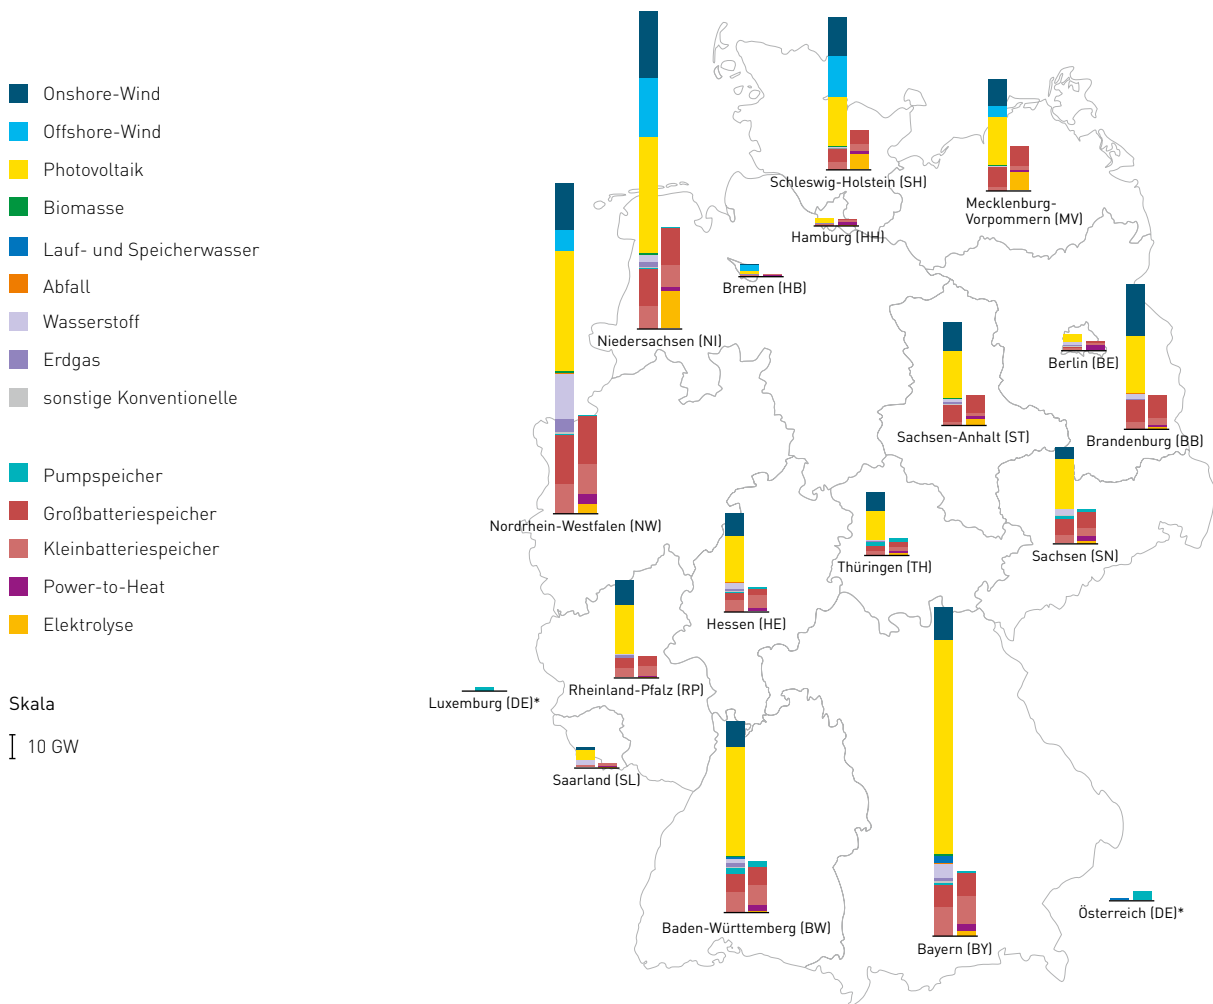 Onshore-Wind
Offshore-Wind
Photovoltaik
Biomasse
Lauf- und Speicherwasser
Abfall
Wasserstoff
Erdgas
sonstige Konventionelle
Pumpspeicher
Großbatteriespeicher
Kleinbatteriespeicher
Power-to-Heat
Elektrolyse
Skala
10 GW
Schleswig-Holstein (SH)
Mecklenburg-
Vorpommern (MV)
Hamburg (HH)
Bremen (HB)
Niedersachsen (NI)
Berlin (BE)
Sachsen-Anhalt (ST)
Brandenburg (BB)
Nordrhein-Westfalen (NW)
Sachsen (SN)
Thüringen (TH)
Hessen (HE)
Rheinland-Pfalz (RP)
Luxemburg (DE)*
Saarland (SL)
Baden-Württemberg (BW)
Bayern (BY)
Österreich (DE)*